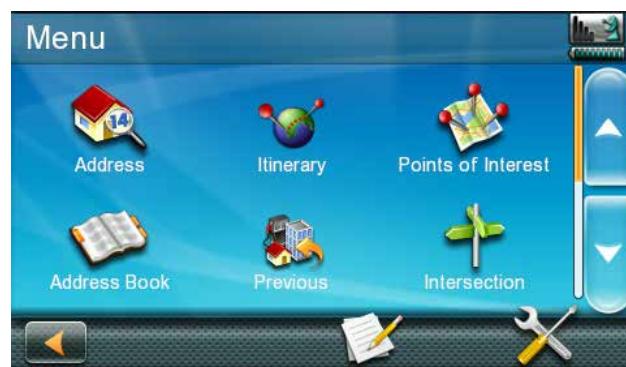 Menu
14
Address
Itinerary
Points of Interest
Address Book
Previous
Intersection